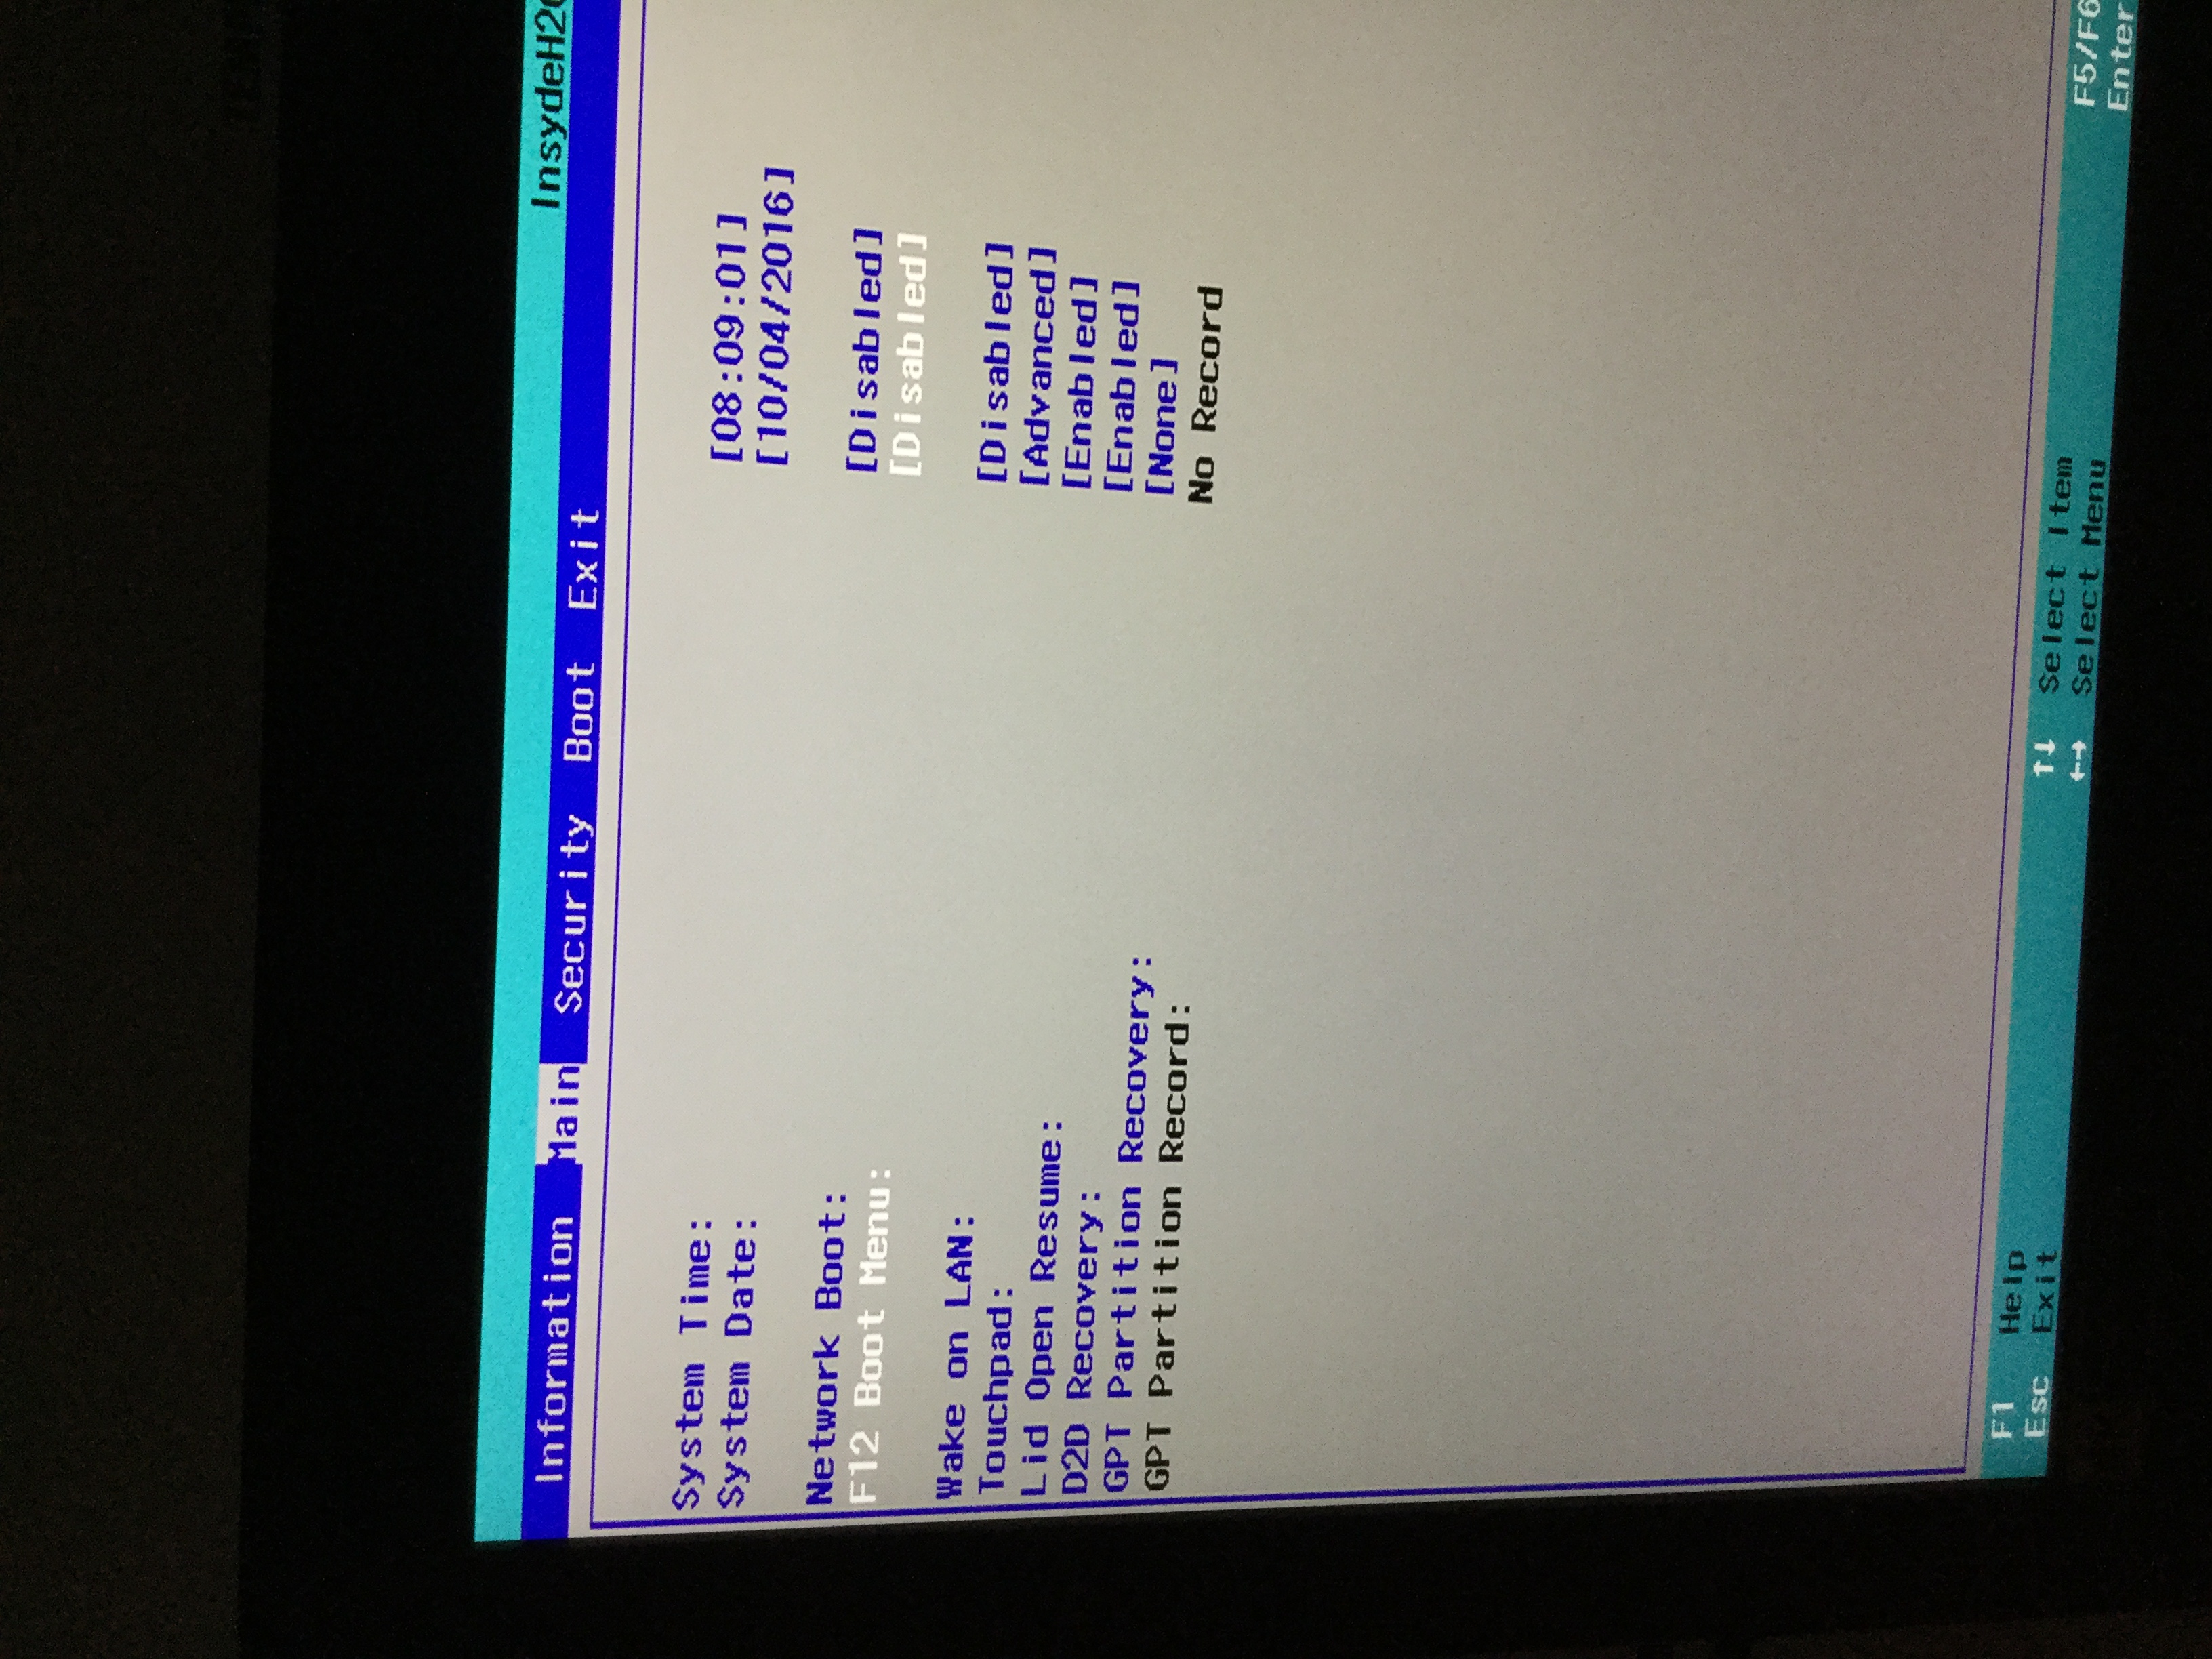 InsydeH2
Information Main Security Boot Exit
System Time: [08:09:01]
System Date: [10/04/2016]
Network Boot: [Disabled]
F12 Boot Menu: [Disabled]
Wake on LAN: [Disabled]
Touchpad: [Advanced]
Lid Open Resume: [Enabled]
D2D Recovery: [Enabled]
GPT Partition Recovery: [None]
GPT Partition Record: No Record
F1 Help ↑↓ Select Item F5/F6
Esc Exit ←→ Select Menu Enter